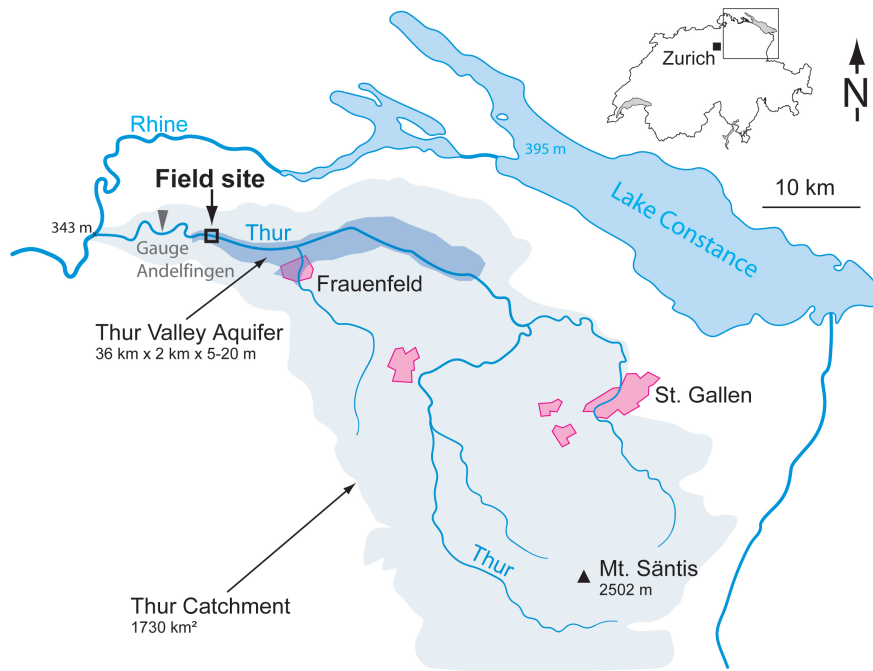 Zurich
N
Rhine
395 m
Lake Constance
10 km
Field site
343 m
Thur
Gauge
Andelfingen
Frauenfeld
Thur Valley Aquifer
36 km x 2 km x 5-20 m
St. Gallen
Thur
Mt. Säntis
2502 m
Thur Catchment
1730 km²